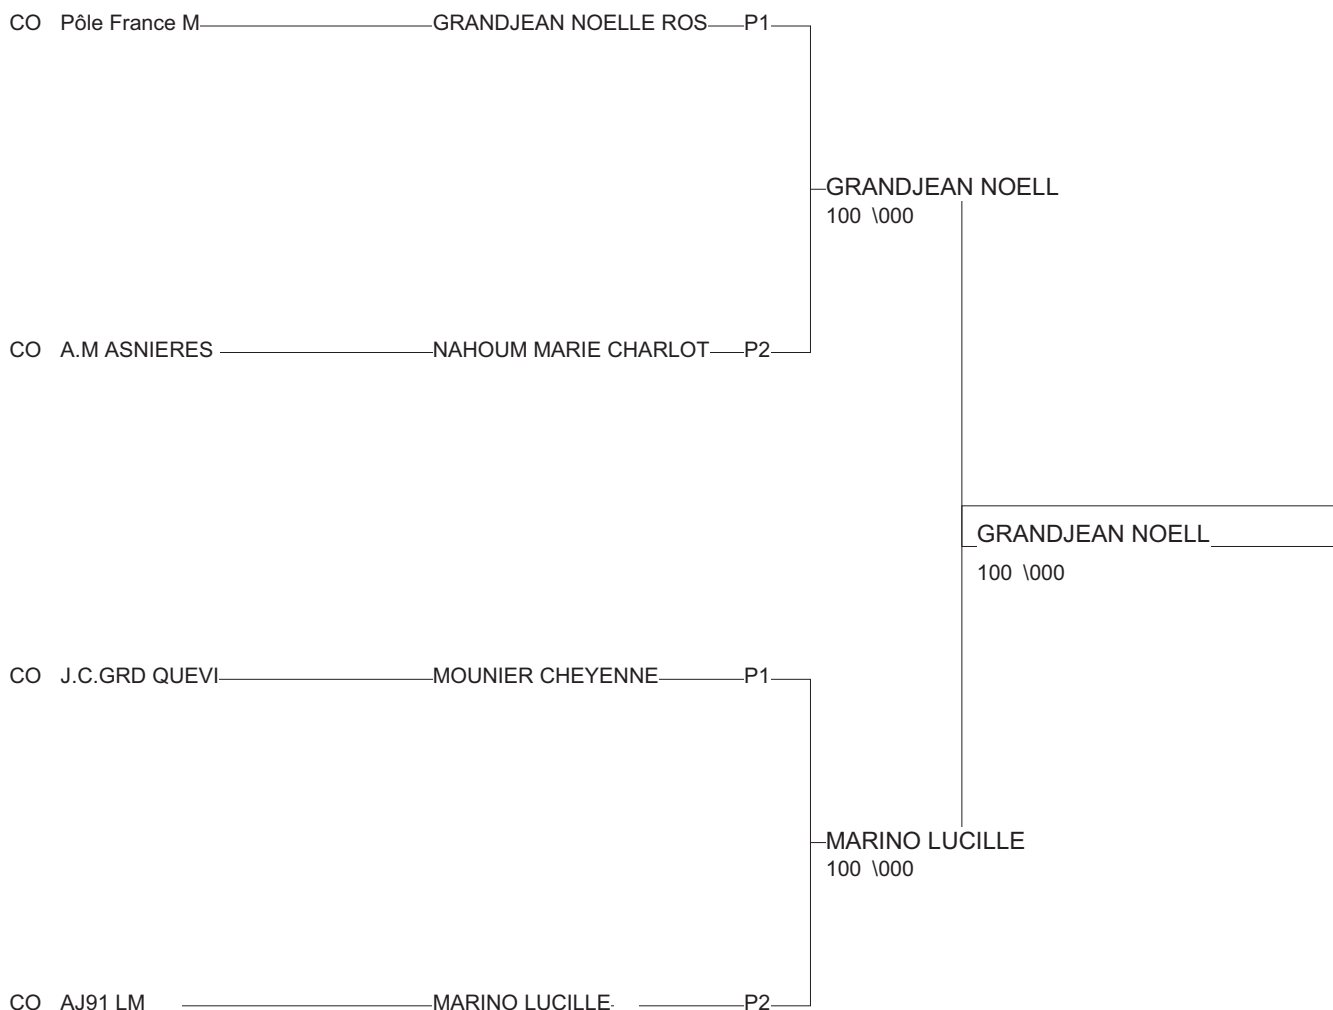 CO Pôle France M GRANDJEAN NOELLE ROS P1
GRANDJEAN NOELL
100 \000
CO A.M ASNIERES NAHOUM MARIE CHARLOT P2
GRANDJEAN NOELL
100 \000
CO J.C.GRD QUEVI MOUNIER CHEYENNE P1
MARINO LUCILLE
100 \000
CO AJ91 LM MARINO LUCILLE P2